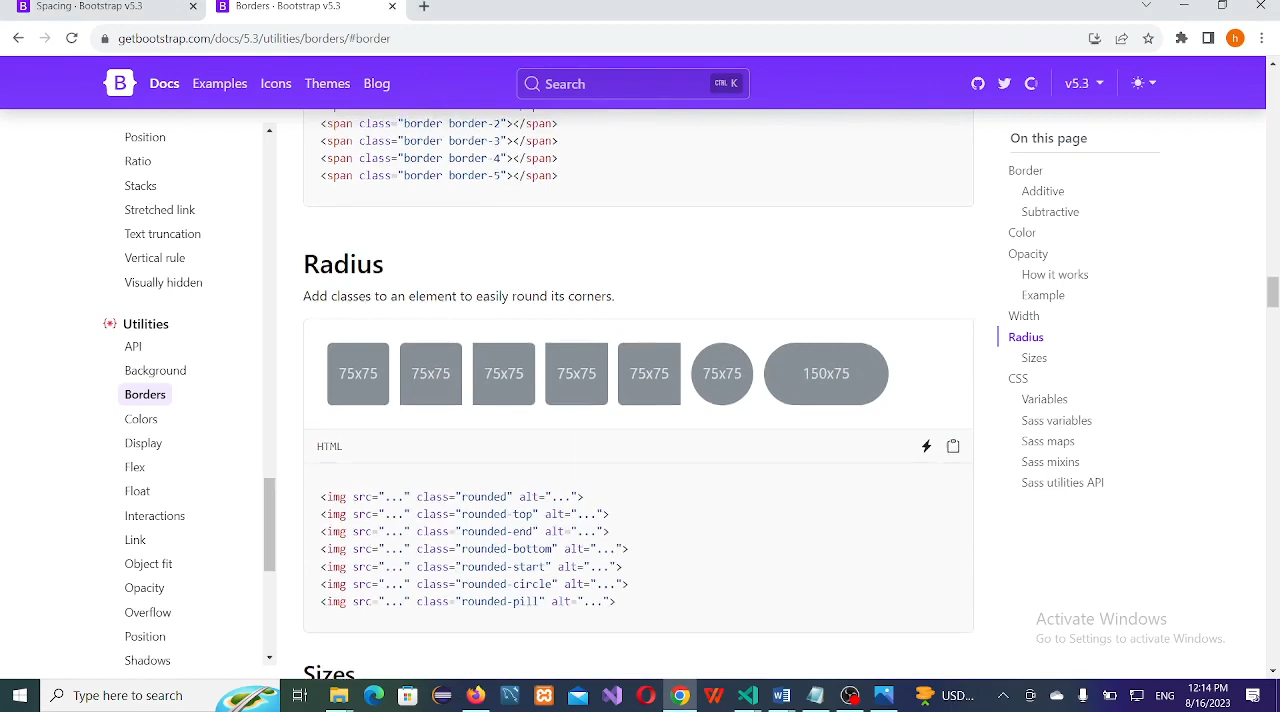 Spacing · Bootstrap v5.3
Borders · Bootstrap v5.3
getbootstrap.com/docs/5.3/utilities/borders/#border
h
B
Docs
Examples
Icons
Themes
Blog
Search
CTRL K
v5.3
Position
Ratio
Stacks
Stretched link
Text truncation
Vertical rule
Visually hidden
Utilities
API
Background
Borders
Colors
Display
Flex
Float
Interactions
Link
Object fit
Opacity
Overflow
Position
Shadows
<span class="border border-2"></span>
<span class="border border-3"></span>
<span class="border border-4"></span>
<span class="border border-5"></span>
Radius
Add classes to an element to easily round its corners.
75x75 75x75 75x75 75x75 75x75 75x75 150x75
HTML
<img src="..." class="rounded" alt="...">
<img src="..." class="rounded-top" alt="...">
<img src="..." class="rounded-end" alt="...">
<img src="..." class="rounded-bottom" alt="...">
<img src="..." class="rounded-start" alt="...">
<img src="..." class="rounded-circle" alt="...">
<img src="..." class="rounded-pill" alt="...">
Sizes
On this page
Border
Additive
Subtractive
Color
Opacity
How it works
Example
Width
Radius
Sizes
CSS
Variables
Sass variables
Sass maps
Sass mixins
Sass utilities API
Activate Windows
Go to Settings to activate Windows.
Type here to search
USD...
ENG
12:14 PM
8/16/2023